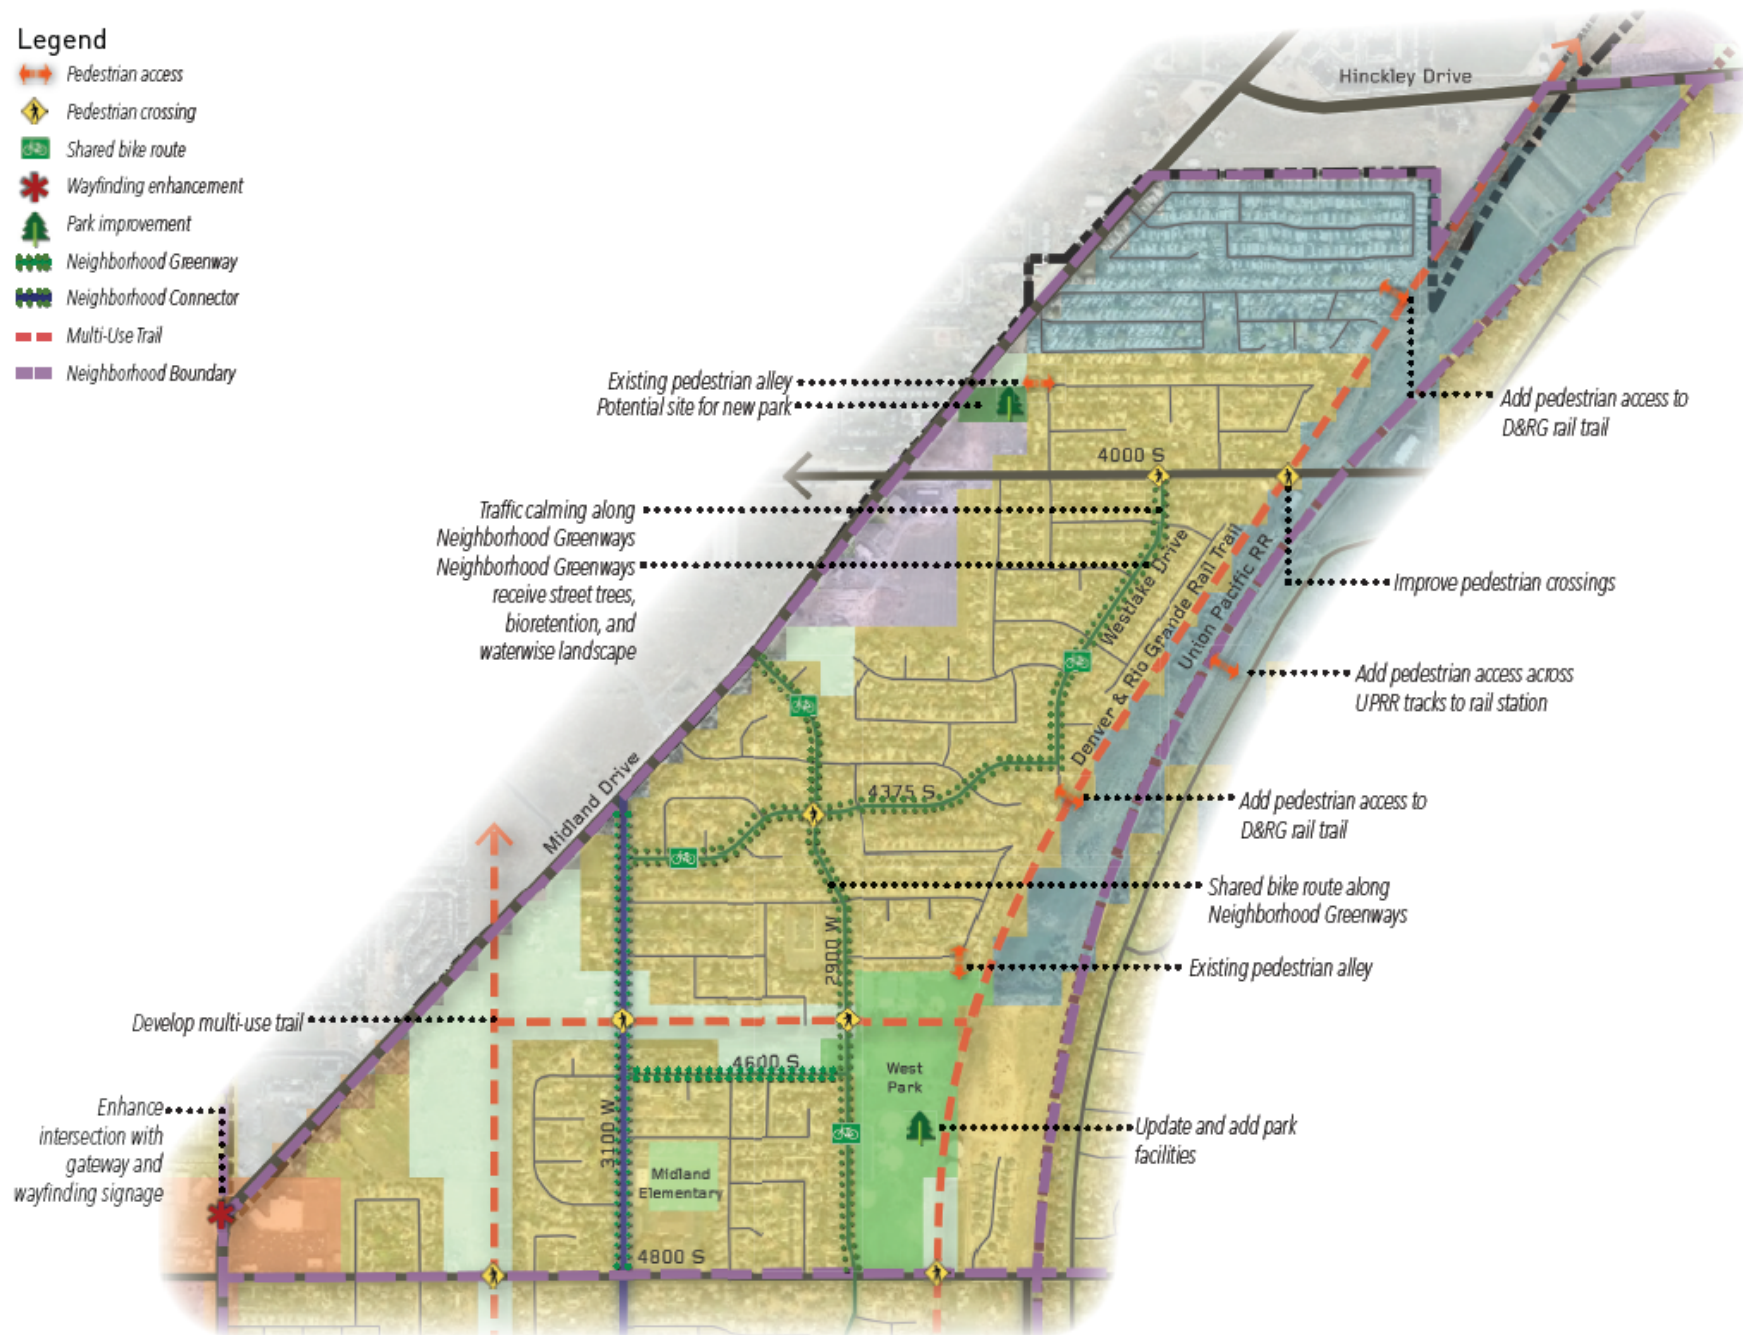 Legend
Pedestrian access
Pedestrian crossing
Shared bike route
Wayfinding enhancement
Park improvement
Neighborhood Greenway
Neighborhood Connector
Multi-Use Trail
Neighborhood Boundary
Hinckley Drive
Existing pedestrian alley
Potential site for new park
Add pedestrian access to
D&RG rail trail
4000 S
Traffic calming along
Neighborhood Greenways
Neighborhood Greenways
receive street trees,
bioretention, and
waterwise landscape
Westlake Drive
Denver & Rio Grande Rail Trail
Union Pacific RR
Improve pedestrian crossings
Add pedestrian access across
UPRR tracks to rail station
Midland Drive
4375 S
Add pedestrian access to
D&RG rail trail
Shared bike route along
Neighborhood Greenways
2900 W
Existing pedestrian alley
Develop multi-use trail
4600 S
West
Park
3100 W
Enhance
intersection with
gateway and
wayfinding signage
Midland
Elementary
Update and add park
facilities
4800 S